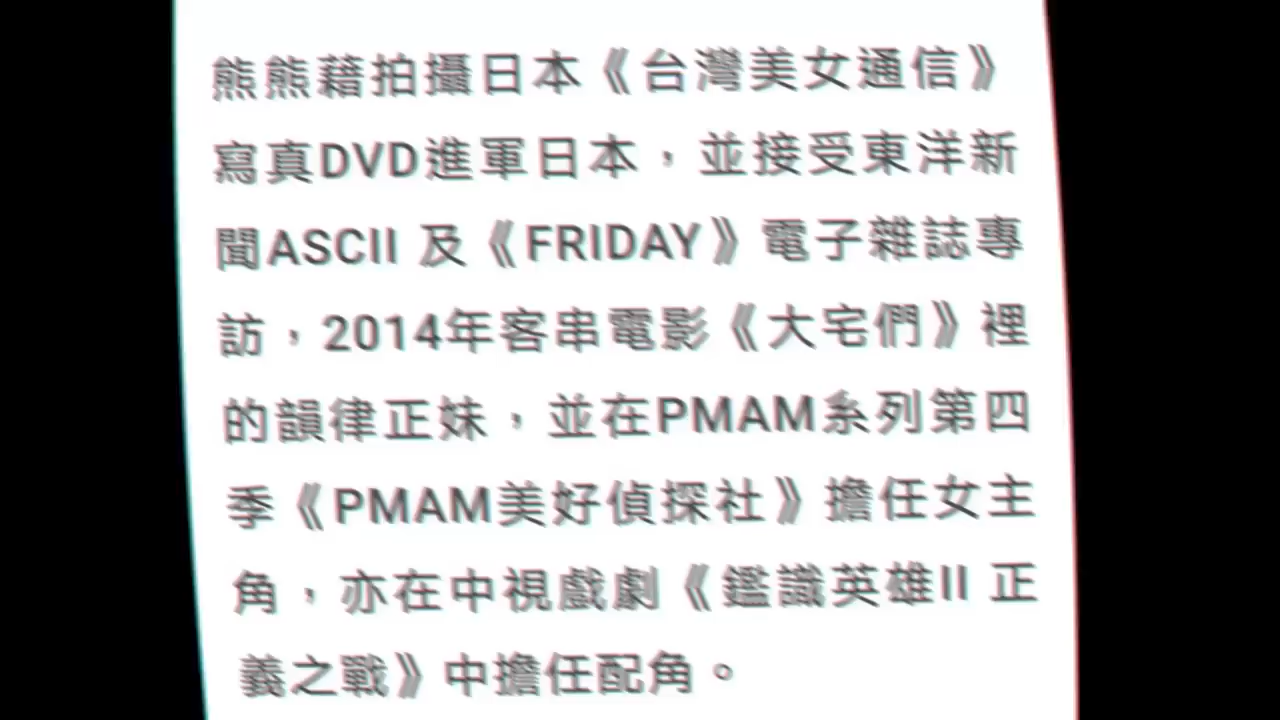 熊熊藉拍攝日本《台灣美女通信》
寫真DVD進軍日本，並接受東洋新
聞ASCII 及《FRIDAY》電子雜誌專
訪，2014年客串電影《大宅們》裡
的韻律正妹，並在PMAM系列第四
季《PMAM美好偵探社》擔任女主
角，亦在中視戲劇《鑑識英雄II 正
義之戰》中擔任配角。